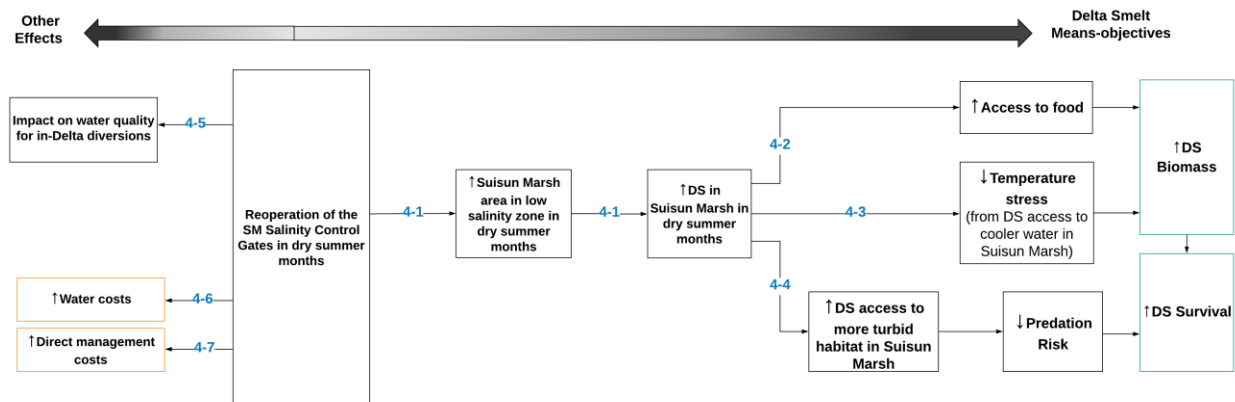 Other
Effects
Delta Smelt
Means-objectives
Impact on water quality
for in-Delta diversions
4-5
Reoperation of the
SM Salinity Control
Gates in dry summer
months
↑Water costs
4-6
↑Direct management
costs
4-7
4-1
↑Suisun Marsh
area in low
salinity zone in
dry summer
months
4-1
↑DS in
Suisun Marsh in
dry summer
months
4-2
↑Access to food
4-3
↓Temperature
stress
(from DS access to
cooler water in
Suisun Marsh)
4-4
↑DS access to
more turbid
habitat in Suisun
Marsh
↓Predation
Risk
↑DS
Biomass
↑DS Survival